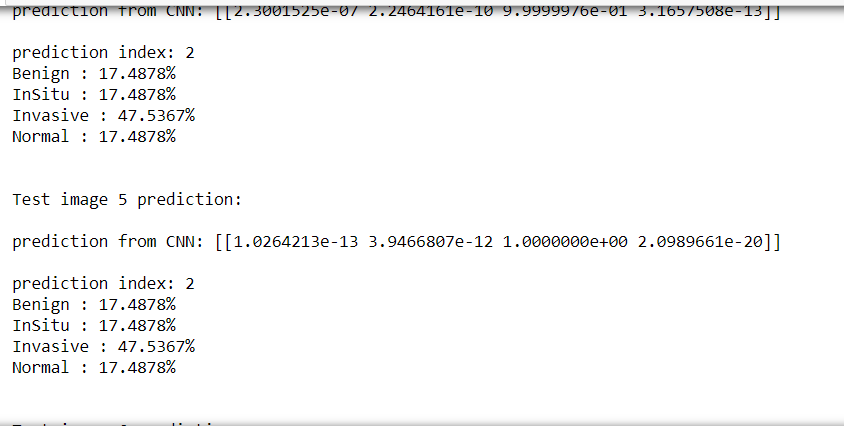 prediction from CNN: [[2.3001525e-07 2.2464161e-10 9.9999976e-01 3.1657508e-13]]
prediction index: 2
Benign : 17.4878%
InSitu : 17.4878%
Invasive : 47.5367%
Normal : 17.4878%
Test image 5 prediction:
prediction from CNN: [[1.0264213e-13 3.9466807e-12 1.0000000e+00 2.0989661e-20]]
prediction index: 2
Benign : 17.4878%
InSitu : 17.4878%
Invasive : 47.5367%
Normal : 17.4878%